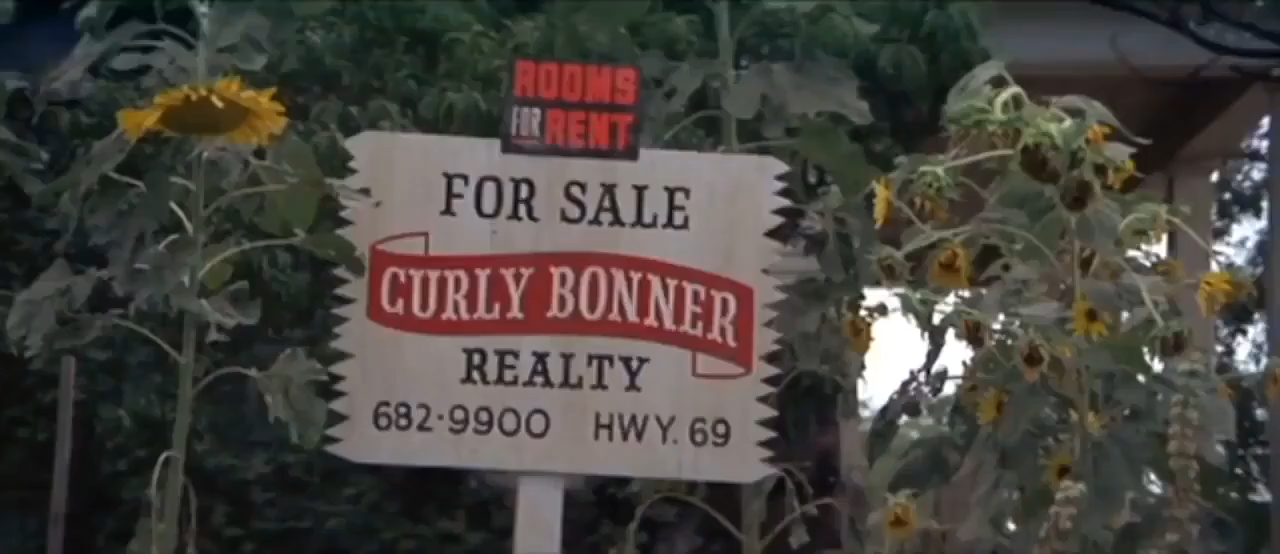 ROOMS
FOR RENT
FOR SALE
CURLY BONNER
REALTY
682-9900 HWY. 69